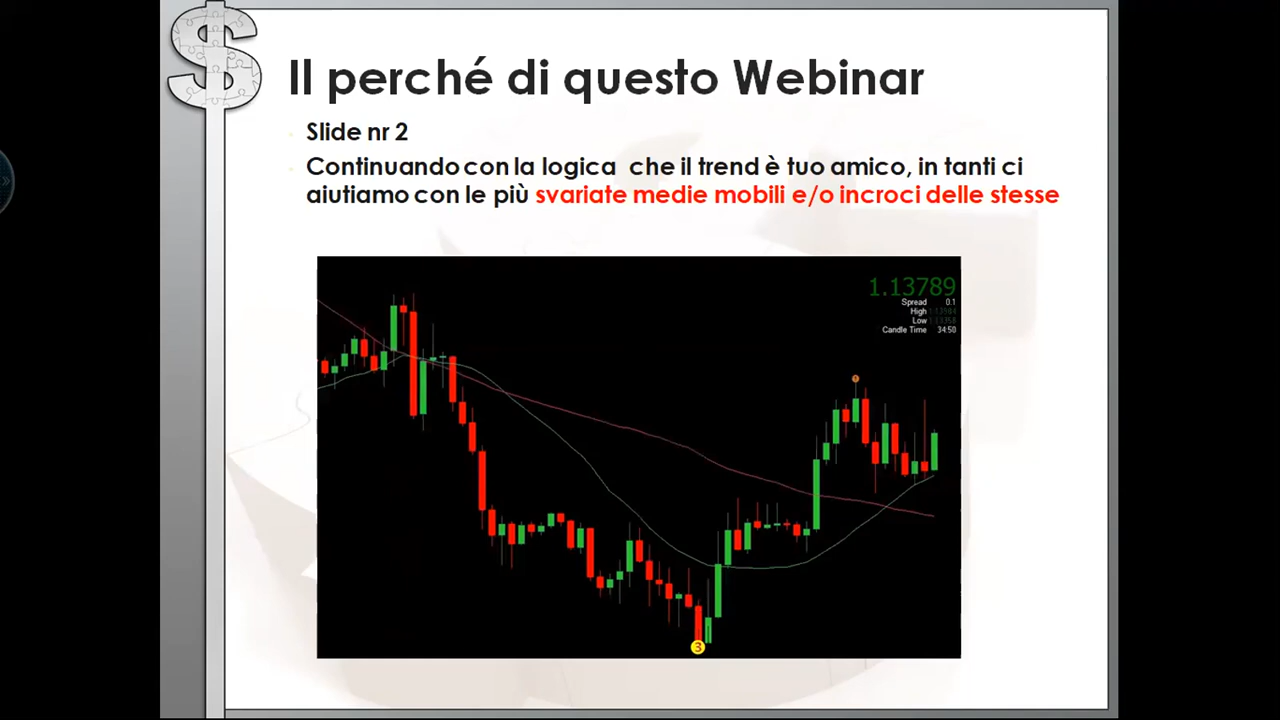 Il perché di questo Webinar
Slide nr 2
Continuando con la logica che il trend è tuo amico, in tanti ci
aiutiamo con le più svariate medie mobili e/o incroci delle stesse
1.13789
Spread 0.1
High
Low
Candle Time 34:50
3